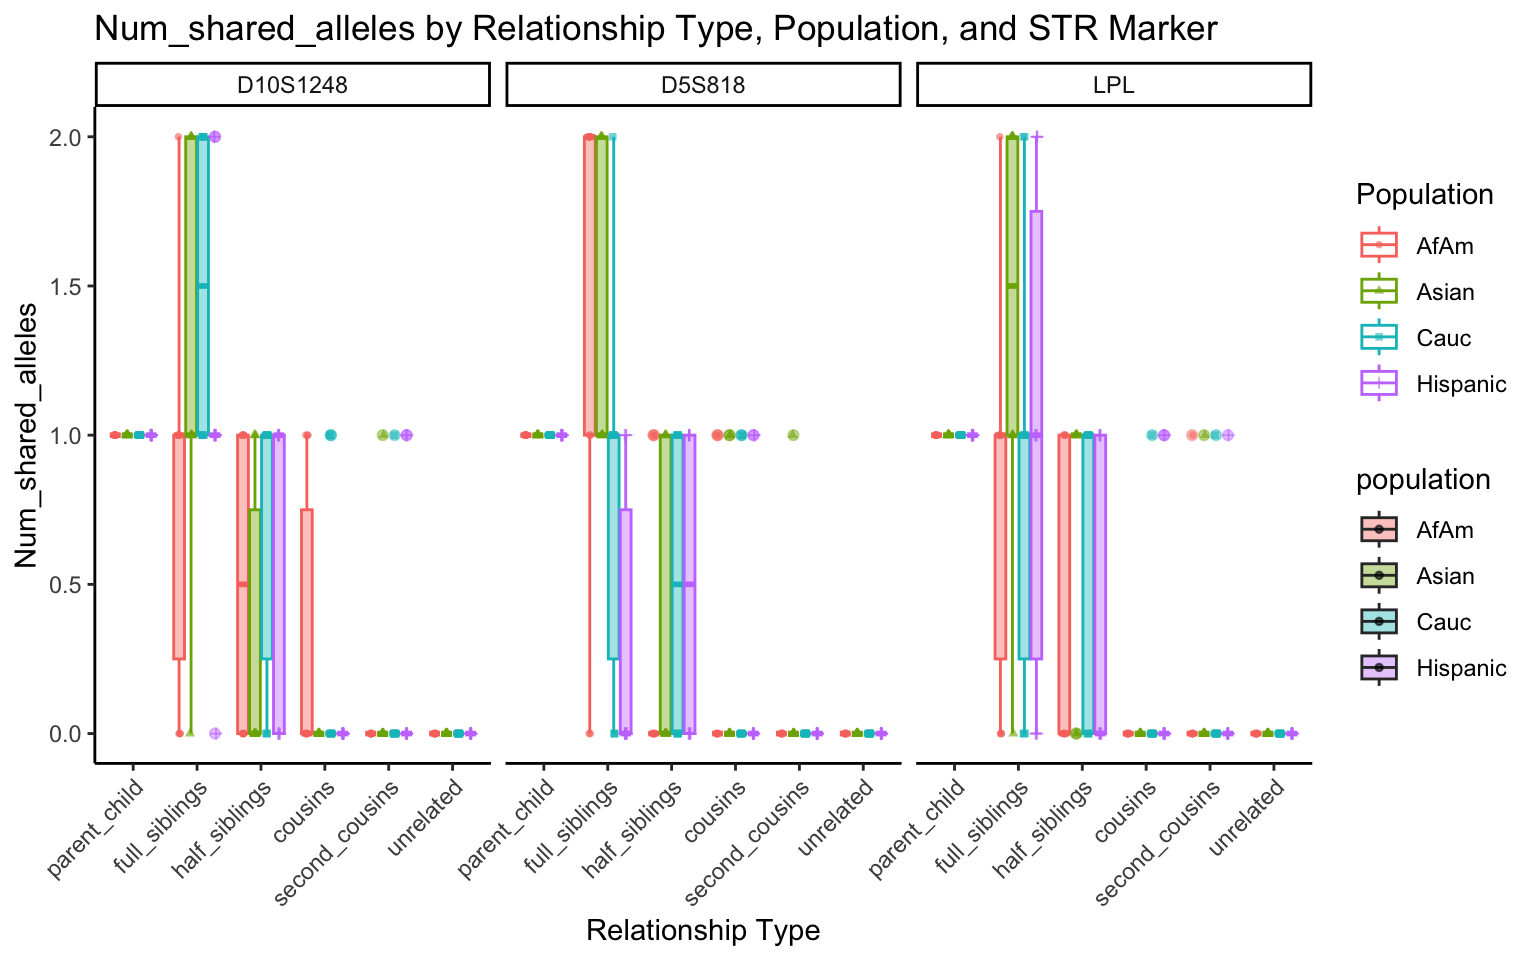 Num_shared_alleles by Relationship Type, Population, and STR Marker
D10S1248
D5S818
LPL
Num_shared_alleles
2.0
1.5
1.0
0.5
0.0
parent_child
full_siblings
half_siblings
cousins
second_cousins
unrelated
parent_child
full_siblings
half_siblings
cousins
second_cousins
unrelated
parent_child
full_siblings
half_siblings
cousins
second_cousins
unrelated
Relationship Type
Population
AfAm
Asian
Cauc
Hispanic
population
AfAm
Asian
Cauc
Hispanic